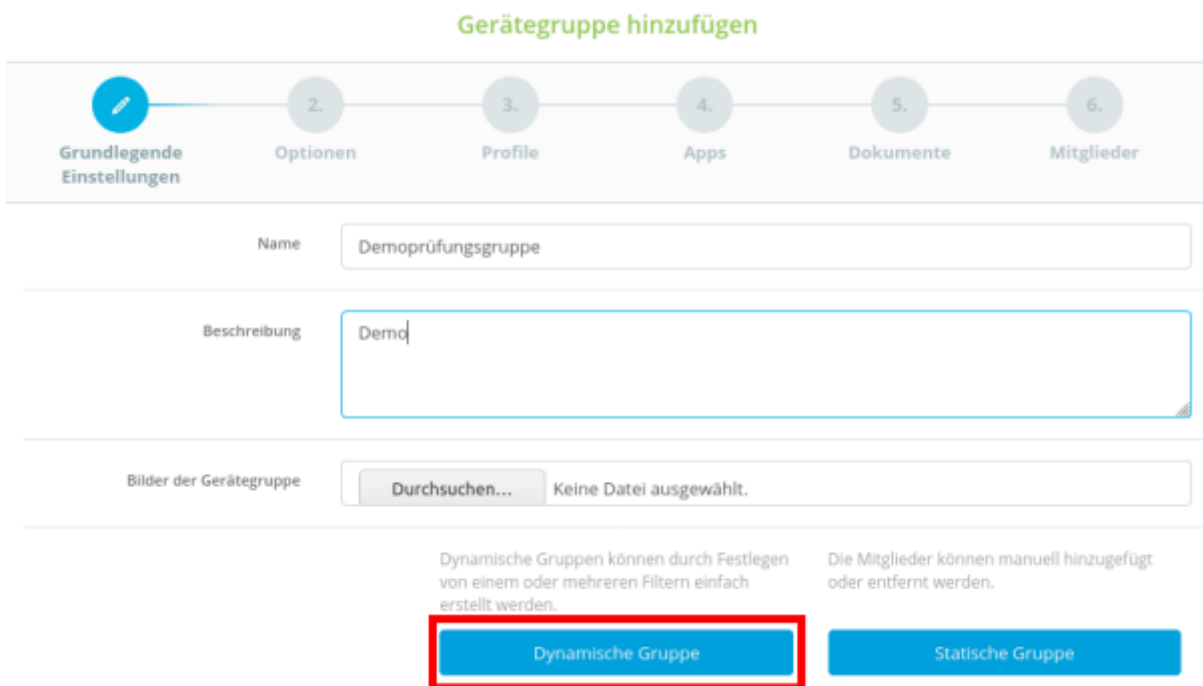 Gerätegruppe hinzufügen
2. 3. 4. 5. 6.
Grundlegende Einstellungen
Optionen
Profile
Apps
Dokumente
Mitglieder
Name
Demoprüfungsgruppe
Beschreibung
Demo
Bilder der Gerätegruppe
Durchsuchen... Keine Datei ausgewählt.
Dynamische Gruppen können durch Festlegen
von einem oder mehreren Filtern einfach
erstellt werden.
Die Mitglieder können manuell hinzugefügt
oder entfernt werden.
Dynamische Gruppe
Statische Gruppe